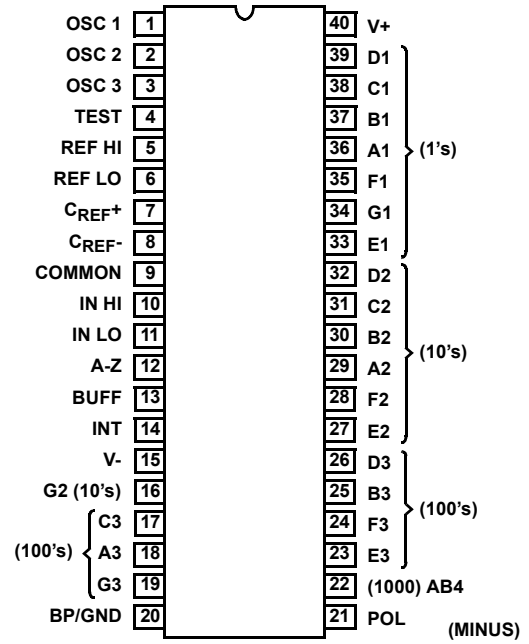 OSC 1 1 40 V+
OSC 2 2 39 D1
OSC 3 3 38 C1
TEST 4 37 B1
REF HI 5 36 A1 (1's)
REF LO 6 35 F1
CREF+ 7 34 G1
CREF- 8 33 E1
COMMON 9 32 D2
IN HI 10 31 C2
IN LO 11 30 B2
(10's)
A-Z 12 29 A2
BUFF 13 28 F2
INT 14 27 E2
V- 15 26 D3
G2 (10's) 16 25 B3
(100's)
C3 17 24 F3
(100's) A3 18 23 E3
G3 19 22 (1000) AB4
BP/GND 20 21 POL
(MINUS)